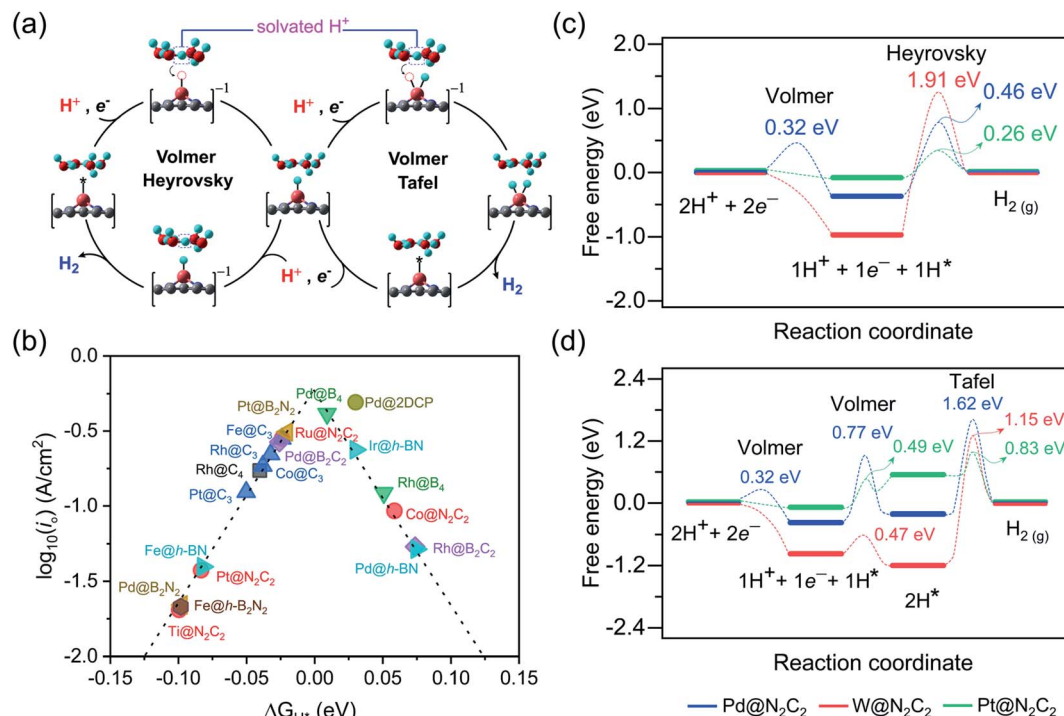 (a)
solvated H⁺
H⁺ , e⁻
H⁺ , e⁻
-1
-1
Volmer
Heyrovsky
Volmer
Tafel
*
*
H₂
-1
H⁺ , e⁻
H₂
(b)
log₁₀(iₒ) (A/cm²)
0.0
-0.5
-1.0
-1.5
-2.0
Pd@B₄
Pd@2DCP
Pt@B₂N₂
Fe@C₃
Ru@N₂C₂
Ir@h-BN
Rh@C₃
Pd@B₂C₂
Rh@C₄
Co@C₃
Pt@C₃
Rh@B₄
Co@N₂C₂
Fe@h-BN
Rh@B₂C₂
Pt@N₂C₂
Pd@h-BN
Pd@B₂N₂
Fe@h-B₂N₂
Ti@N₂C₂
-0.15 -0.10 -0.05 0.00 0.05 0.10 0.15
ΔG_H* (eV)
(c)
Free energy (eV)
2.0
1.0
0.0
-1.0
-2.0
Heyrovsky
1.91 eV
Volmer
0.46 eV
0.32 eV
0.26 eV
2H⁺ + 2e⁻
H₂ (g)
1H⁺ + 1e⁻ + 1H*
Reaction coordinate
(d)
Free energy (eV)
2.4
1.2
0.0
-1.2
-2.4
Tafel
1.62 eV
Volmer
1.15 eV
0.77 eV
0.49 eV
0.83 eV
Volmer
0.32 eV
0.47 eV
2H⁺ + 2e⁻
H₂ (g)
1H⁺ + 1e⁻ + 1H*
2H*
Reaction coordinate
Pd@N₂C₂ W@N₂C₂ Pt@N₂C₂